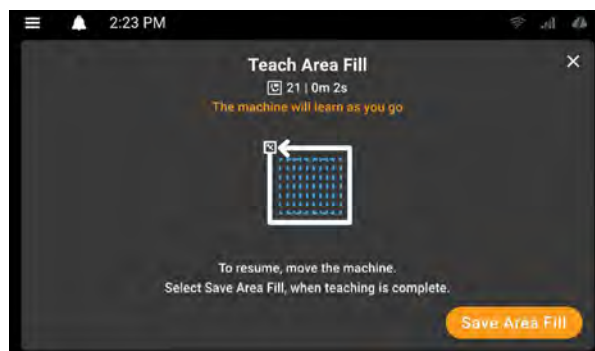 2:23 PM
Teach Area Fill
21 | 0m 2s
The machine will learn as you go
To resume, move the machine.
Select Save Area Fill, when teaching is complete.
Save Area Fill